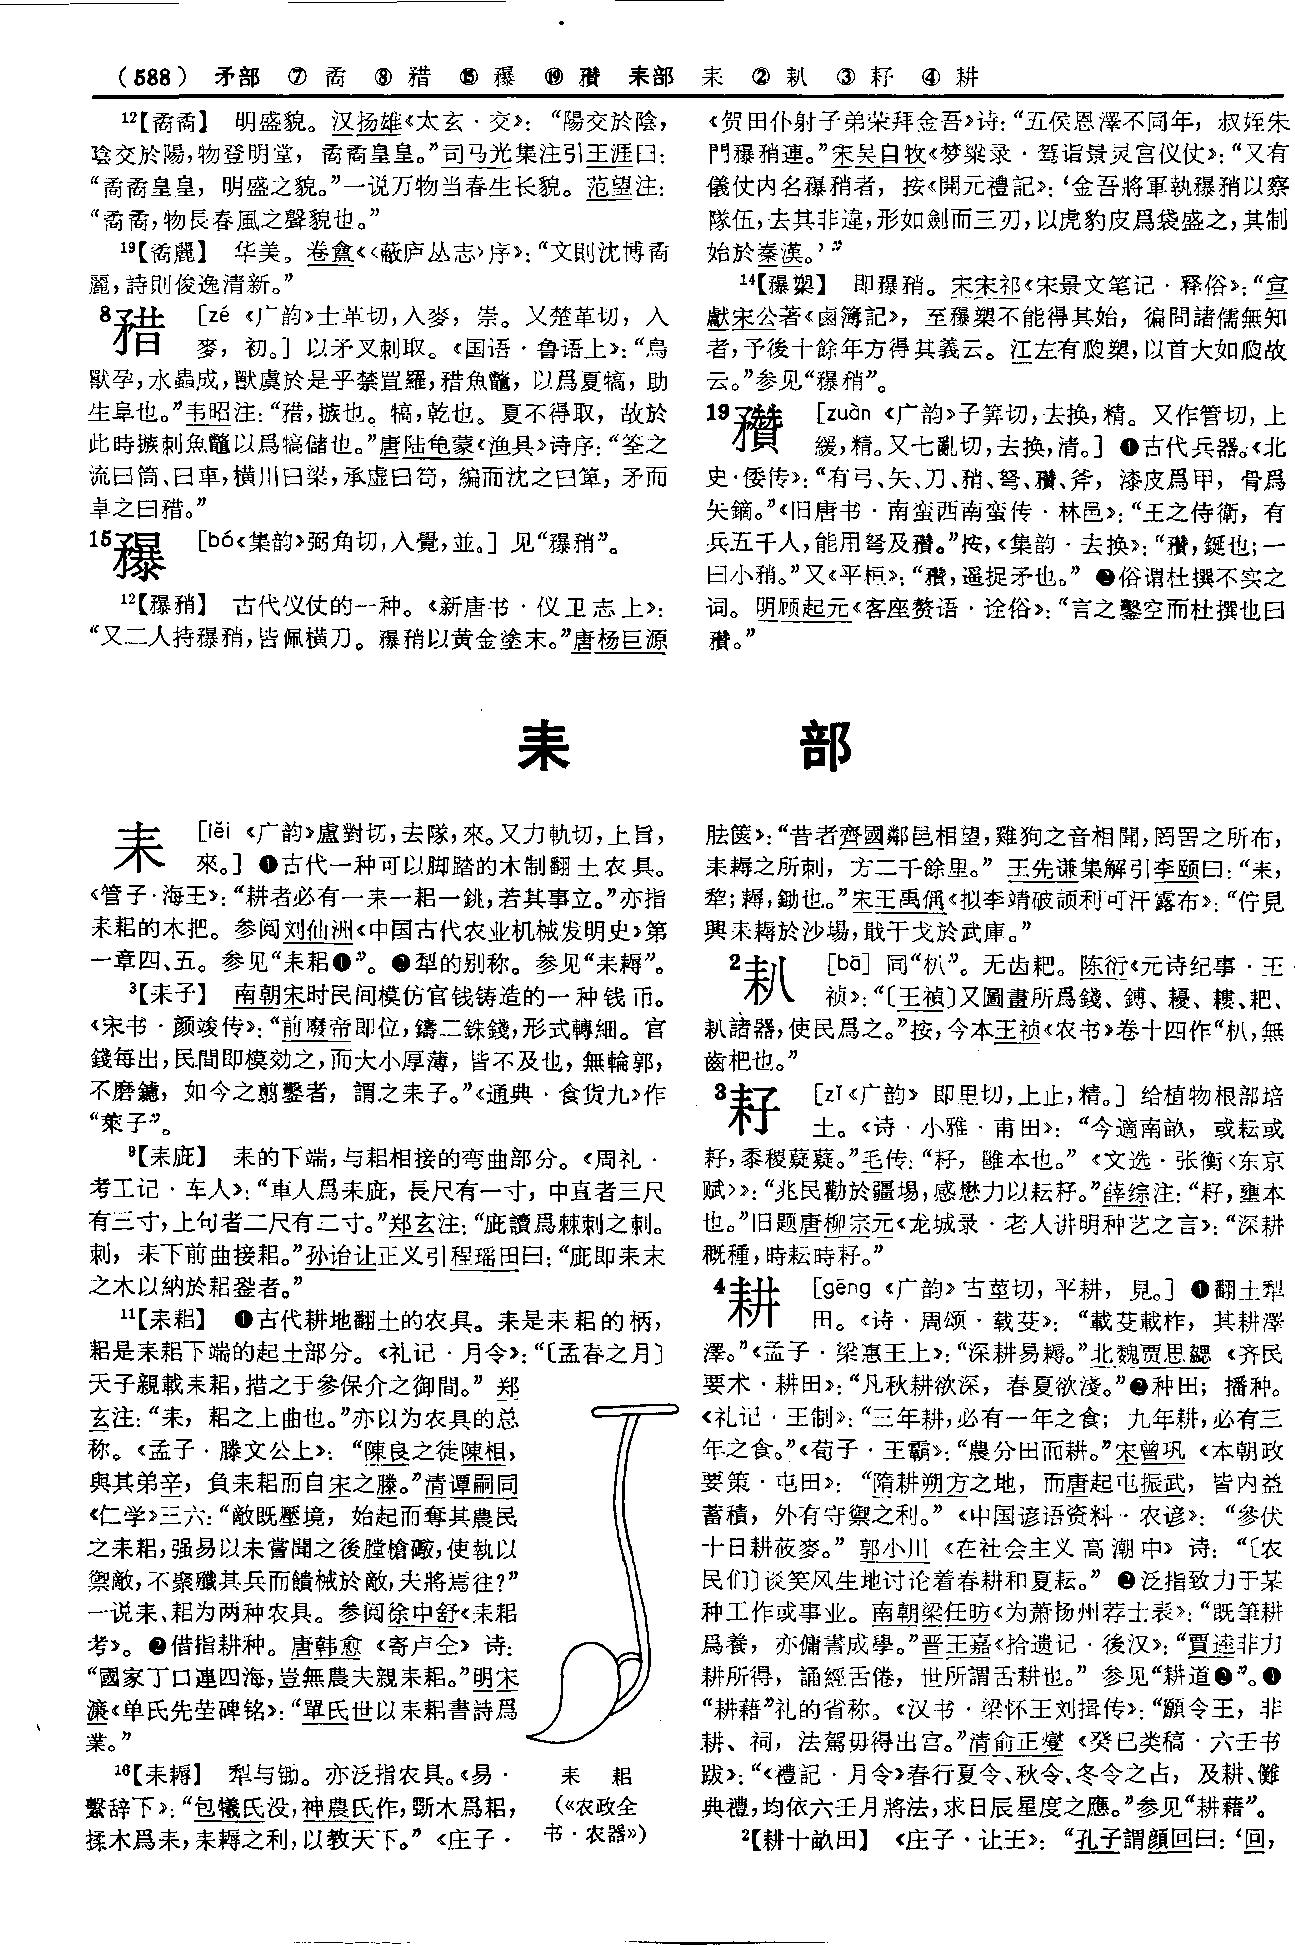 (588) 矛部 ⑦ 矞 ⑧ 矠 ⑮ 䂍 ⑲ 矡 耒部 耒 ② 耓 ③ 耔 ④ 耕
12【矞矞】 明盛貌。汉扬雄《太玄·交》：“陽交於陰，
陰交於陽，物登明堂，矞矞皇皇。”司马光集注引王涯曰：
“矞矞皇皇，明盛之貌。”一说万物当春生长貌。范望注：
“矞矞，物長春風之聲貌也。”
19【矞麗】 华美。卷盦《〈蔽庐丛志〉序》：“文則沈博矞
麗，詩則俊逸清新。”
8矠 [zé 《广韵》士革切，入麥，崇。又楚革切，入
麥，初。] 以矛叉刺取。《国语·鲁语上》：“鳥
獸孕，水蟲成，獸虞於是乎禁罝羅，矠魚鼈，以爲夏犒，助
生阜也。”韦昭注：“矠，摭也。犒，乾也。夏不得取，故於
此時摭刺魚鼈以爲犒儲也。”唐陆龟蒙《渔具》诗序：“筌之
流曰筒、曰車，橫川曰梁，承虚曰笱，編而沈之曰箄，矛而
卓之曰矠。”
15 [bó《集韵》弼角切，入覺，並。] 见“矟”。
12【矟】 古代仪仗的一种。《新唐书·仪卫志上》：
“又二人持矟，皆佩橫刀。矟以黃金塗末。”唐杨巨源
《贺田仆射子弟荣拜金吾》诗：“五侯恩澤不同年，叔姪朱
門矟連。”宋吴自牧《梦粱录·驾诣景灵宫仪仗》：“又有
儀仗内名矟者，按《開元禮記》：‘金吾將軍執矟以察
隊伍，去其非違，形如劍而三刃，以虎豹皮爲袋盛之，其制
始於秦漢。’”
14【槊】 即矟。宋宋祁《宋景文笔记·释俗》：“宣
獻宋公著《鹵簿記》，至槊不能得其始，徧問諸儒無知
者，予後十餘年方得其義云。江左有瓟槊，以首大如瓟故
云。”参见“矟”。
19 [zuàn 《广韵》子筭切，去换，精。又作管切，上
緩，精。又七亂切，去换，清。] ❶古代兵器。《北
史·倭传》：“有弓、矢、刀、矟、弩、、斧，漆皮爲甲，骨爲
矢鏑。”《旧唐书·南蛮西南蛮传·林邑》：“王之侍衛，有
兵五千人，能用弩及。”按，《集韵·去换》：“，鋋也；一
曰小矟。”又《平桓》：“，遥捉矛也。” ❷俗谓杜撰不实之
词。明顾起元《客座赘语·诠俗》：“言之鑿空而杜撰也曰
。”
耒 部
耒 [lěi 《广韵》盧對切，去隊，來。又力軌切，上旨，
來。] ❶古代一种可以脚踏的木制翻土农具。
《管子·海王》：“耕者必有一耒一耜一銚，若其事立。”亦指
耒耜的木把。参阅刘仙洲《中国古代农业机械发明史》第
一章四、五。参见“耒耜❶”。❷犁的别称。参见“耒耨”。
3【耒子】 南朝宋时民间模仿官钱铸造的一种钱币。
《宋书·颜竣传》：“前廢帝即位，鑄二銖錢，形式轉細。官
錢每出，民間即模効之，而大小厚薄，皆不及也，無輪郭，
不磨鑢，如今之翦鑿者，謂之耒子。”《通典·食货九》作
“萊子”。
9【耒庛】 耒的下端，与耜相接的弯曲部分。《周礼·
考工记·车人》：“車人爲耒庛，長尺有一寸，中直者三尺
有三寸，上句者二尺有二寸。”郑玄注：“庛讀爲棘刺之刺。
刺，耒下前曲接耜。”孙诒让正义引程瑶田曰：“庛即耒末
之木以納於耜銎者。”
11【耒耜】 ❶古代耕地翻土的农具。耒是耒耜的柄，
耜是耒耜下端的起土部分。《礼记·月令》：“〔孟春之月〕
天子親載耒耜，措之于參保介之御間。” 郑
玄注：“耒，耜之上曲也。”亦以为农具的总
称。《孟子·滕文公上》：“陳良之徒陳相，
與其弟辛，負耒耜而自宋之滕。”清谭嗣同
《仁学》三六：“敵既壓境，始起而奪其農民
之耒耜，强易以未嘗聞之後膛槍礮，使執以
禦敵，不聚殲其兵而饋械於敵，夫將焉往？”
一说耒、耜为两种农具。参阅徐中舒《耒耜
考》。❷借指耕种。唐韩愈《寄卢仝》诗：
“國家丁口連四海，豈無農夫親耒耜。”明宋
濂《单氏先茔碑铭》：“單氏世以耒耜書詩爲
業。”
耒 耜
（《农政全
书·农器》）
10【耒耨】 犁与锄。亦泛指农具。《易·
繫辞下》：“包犧氏没，神農氏作，斲木爲耜，
揉木爲耒，耒耨之利，以教天下。”《庄子·
胠篋》：“昔者齊國鄰邑相望，雞狗之音相聞，罔罟之所布，
耒耨之所刺，方二千餘里。” 王先谦集解引李颐曰：“耒，
犂；耨，鋤也。”宋王禹偁《拟李靖破颉利可汗露布》：“佇見
興耒耨於沙場，戢干戈於武庫。”
2 [bā] 同“朳”。无齿耙。陈衍《元诗纪事·王
祯》：“〔王禎〕又圖畫所爲錢、鎛、耰、耬、耙、
諸器，使民爲之。”按，今本王祯《农书》卷十四作“朳，無
齒杷也。”
3耔 [zǐ《广韵》即里切，上止，精。] 给植物根部培
土。《诗·小雅·甫田》：“今適南畝，或耘或
耔，黍稷薿薿。”毛传：“耔，雝本也。”《文选·张衡〈东京
赋〉》：“兆民勸於疆埸，感懋力以耘耔。”薛综注：“耔，壅本
也。”旧题唐柳宗元《龙城录·老人讲明种艺之言》：“深耕
概種，時耘時耔。”
4耕 [gēng 《广韵》古莖切，平耕，見。] ❶翻土犁
田。《诗·周颂·载芟》：“載芟載柞，其耕澤
澤。”《孟子·梁惠王上》：“深耕易耨。”北魏贾思勰《齐民
要术·耕田》：“凡秋耕欲深，春夏欲淺。”❷种田；播种。
《礼记·王制》：“三年耕，必有一年之食；九年耕，必有三
年之食。”《荀子·王霸》：“農分田而耕。”宋曾巩《本朝政
要策·屯田》：“隋耕朔方之地，而唐起屯振武，皆内益
蓄積，外有守禦之利。”《中国谚语资料·农谚》：“參伏
十日耕莜麥。” 郭小川《在社会主义高潮中》诗：“〔农
民们〕谈笑风生地讨论着春耕和夏耘。” ❷泛指致力于某
种工作或事业。南朝梁任昉《为萧扬州荐士表》：“既筆耕
爲養，亦傭書成學。”晋王嘉《拾遗记·後汉》：“賈逵非力
耕所得，誦經舌倦，世所謂舌耕也。” 参见“耕道❷”。❶
“耕藉”礼的省称。《汉书·梁怀王刘揖传》：“願令王，非
耕、祠，法駕毋得出宫。”清俞正燮《癸巳类稿·六壬书
跋》：“《禮記·月令》春行夏令、秋令、冬令之占，及耕、儺
典禮，均依六壬月將法，求日辰星度之應。”参见“耕藉”。
2【耕十畝田】 《庄子·让王》：“孔子謂顔回曰：‘回，